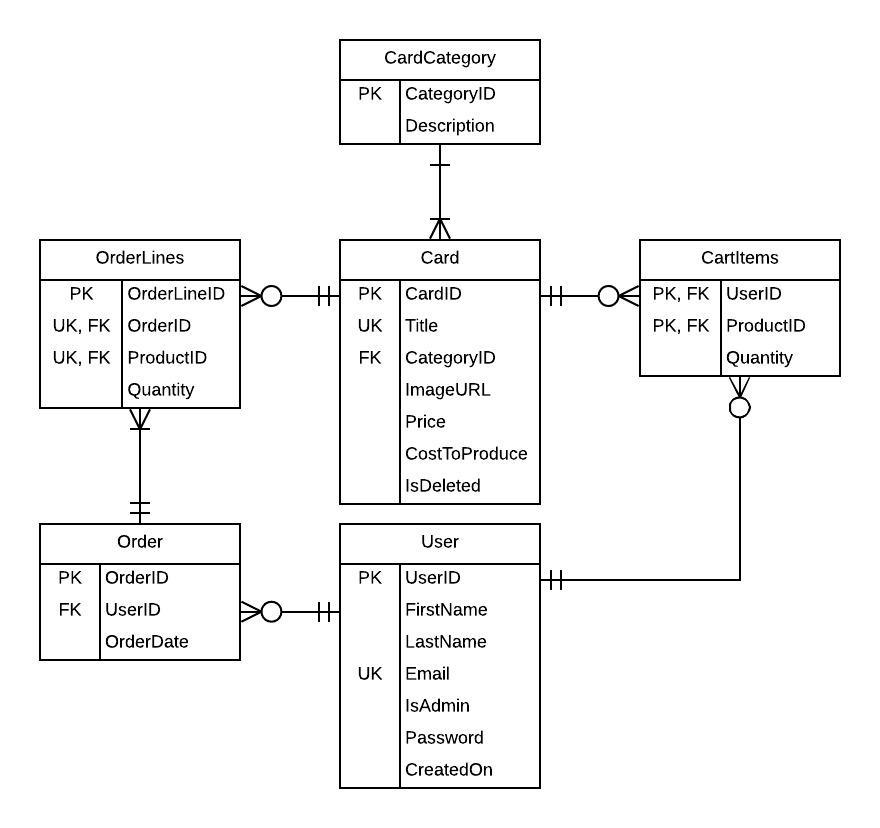 CardCategory
PK CategoryID
Description
OrderLines
PK OrderLineID
UK, FK OrderID
UK, FK ProductID
Quantity
Card
PK CardID
UK Title
FK CategoryID
ImageURL
Price
CostToProduce
IsDeleted
CartItems
PK, FK UserID
PK, FK ProductID
Quantity
Order
PK OrderID
FK UserID
OrderDate
User
PK UserID
FirstName
LastName
UK Email
IsAdmin
Password
CreatedOn